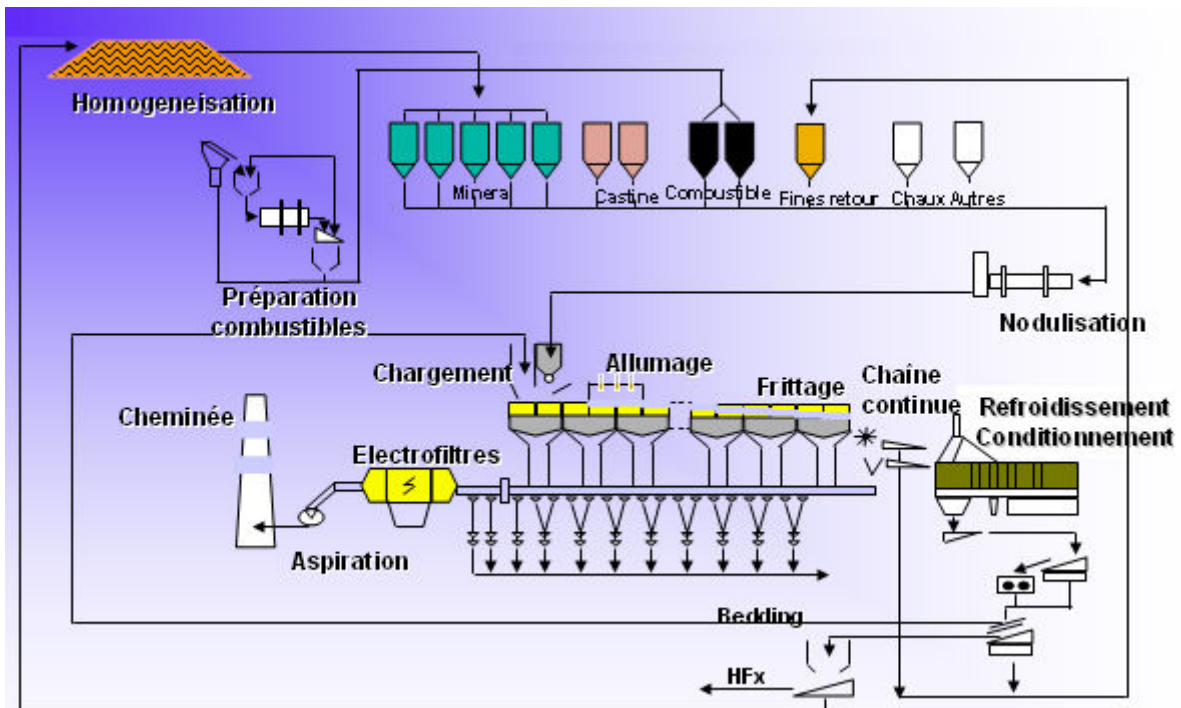 Homogeneisation
Minerai
Castine
Combustible
Fines retour
Chaux
Autres
Préparation
combustibles
Nodulisation
Chargement
Allumage
Frittage
Chaîne
continue
Refroidissement
Conditionnement
Cheminée
Electrofiltres
Aspiration
Bedding
HFx